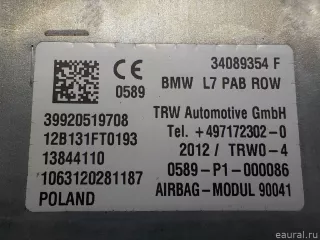 34089354 F
CE
0589
BMW L7 PAB ROW
39920519708
TRW Automotive GmbH
12B131FT0193
Tel. +497172302-0
13844110
2012 / TRW0-4
1063120281187
0589-P1-000086
POLAND
AIRBAG-MODUL 90041
eaural.ru